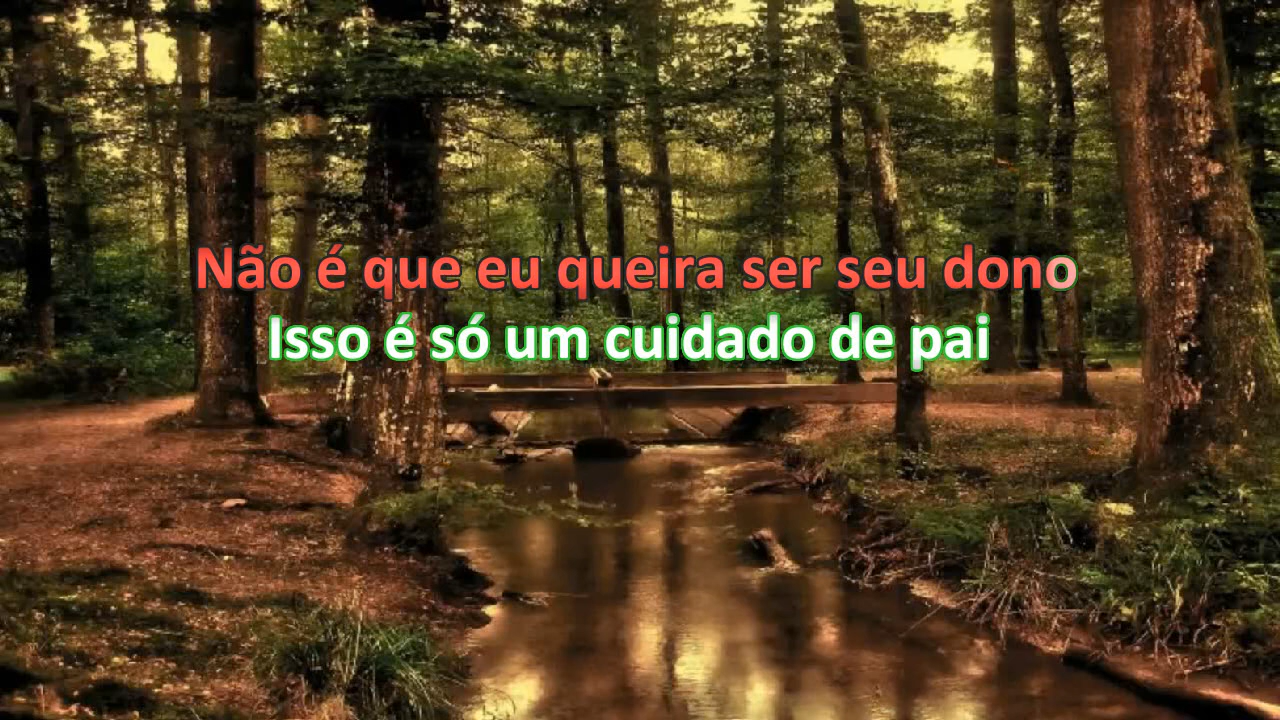 Não é que eu queira ser seu dono
Isso é só um cuidado de pai